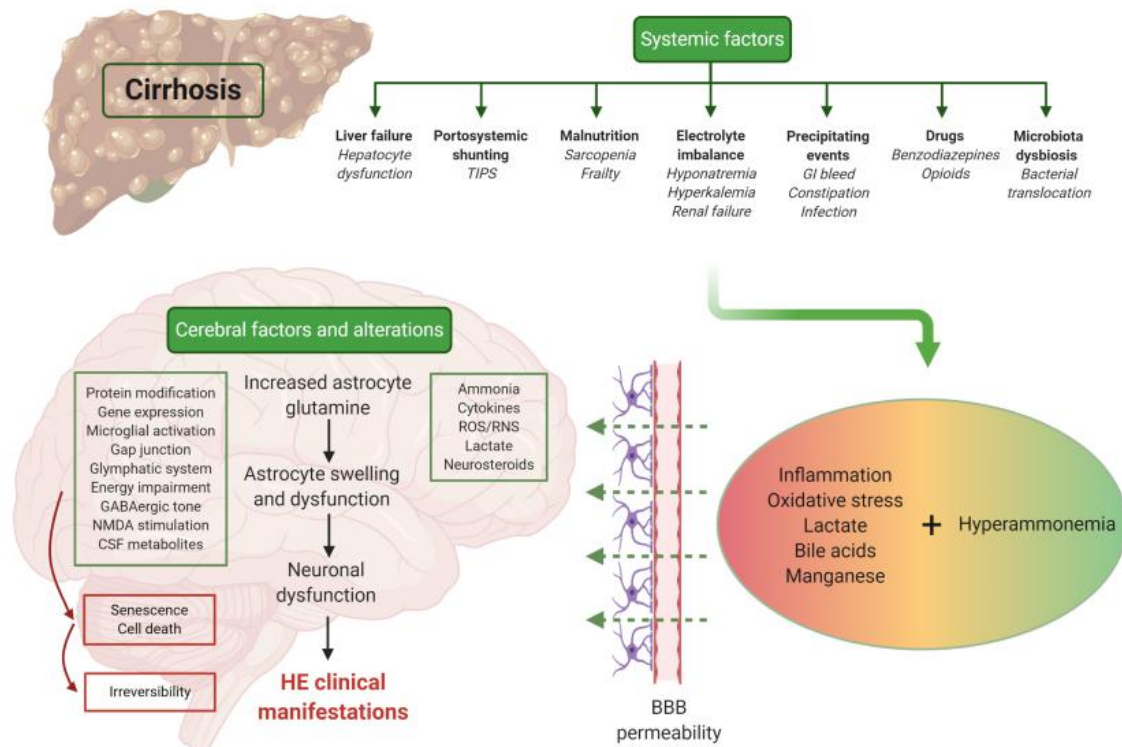 Cirrhosis
Systemic factors
Liver failure
Hepatocyte
dysfunction
Portosystemic
shunting
TIPS
Malnutrition
Sarcopenia
Frailty
Electrolyte
imbalance
Hyponatremia
Hyperkalemia
Renal failure
Precipitating
events
GI bleed
Constipation
Infection
Drugs
Benzodiazepines
Opioids
Microbiota
dysbiosis
Bacterial
translocation
Cerebral factors and alterations
Protein modification
Gene expression
Microglial activation
Gap junction
Glymphatic system
Energy impairment
GABAergic tone
NMDA stimulation
CSF metabolites
Senescence
Cell death
Irreversibility
Increased astrocyte
glutamine
Astrocyte swelling
and dysfunction
Neuronal
dysfunction
HE clinical
manifestations
Ammonia
Cytokines
ROS/RNS
Lactate
Neurosteroids
BBB
permeability
Inflammation
Oxidative stress
Lactate
Bile acids
Manganese
+
Hyperammonemia